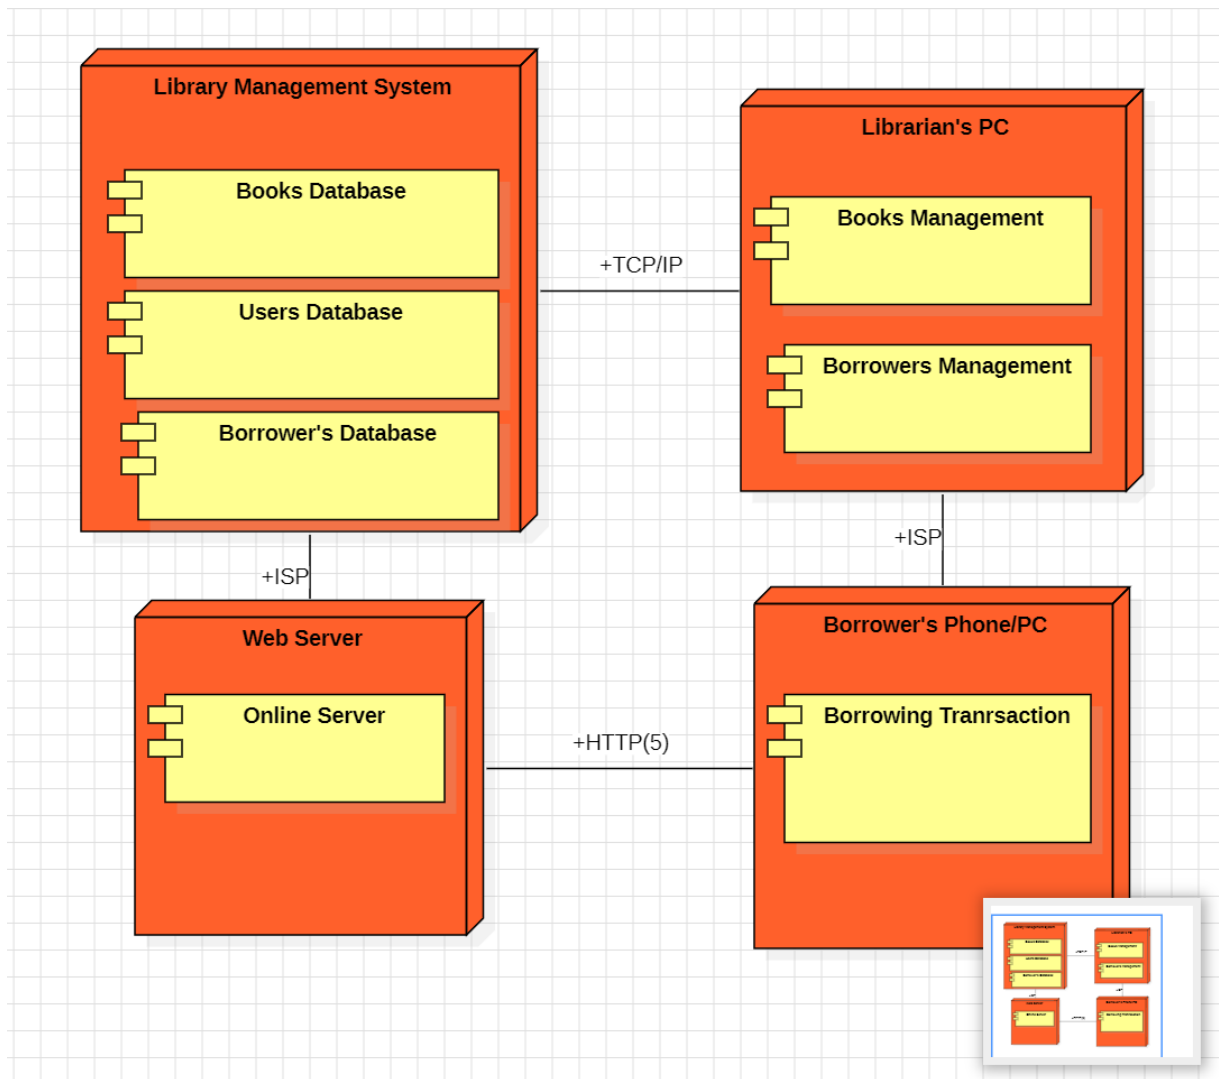 Library Management System
Books Database
Users Database
Borrower's Database
+TCP/IP
Librarian's PC
Books Management
Borrowers Management
+ISP
+ISP
Web Server
Online Server
+HTTP(5)
Borrower's Phone/PC
Borrowing Tranrsaction